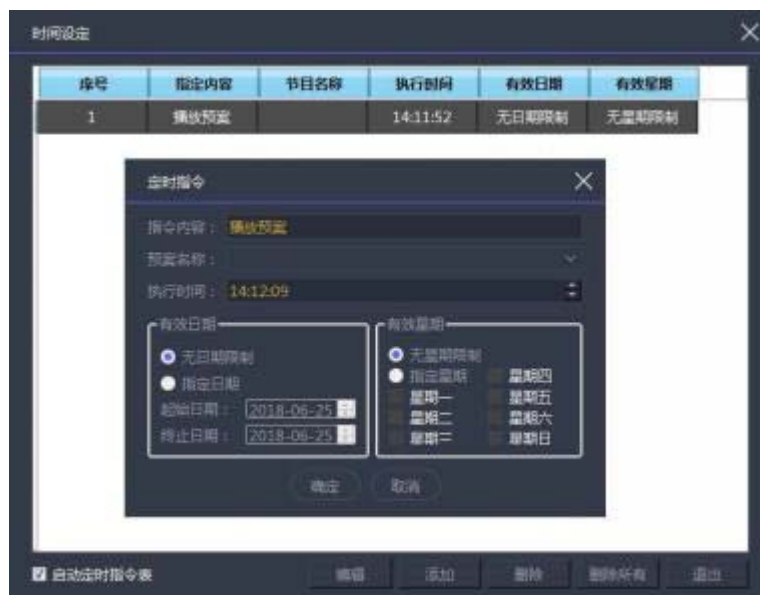 时间设定
序号 指定内容 节目名称 执行时间 有效日期 有效星期
1 播放预案 14:11:52 无日期限制 无星期限制
定时指令
指令内容： 播放预案
预案名称：
执行时间： 14:12:09
有效日期
无日期限制
指定日期
起始日期： 2018-06-25
终止日期： 2018-06-25
有效星期
无星期限制
指定星期 星期四
星期一 星期五
星期二 星期六
星期三 星期日
确定 取消
启动定时指令表 编辑 添加 删除 删除所有 退出